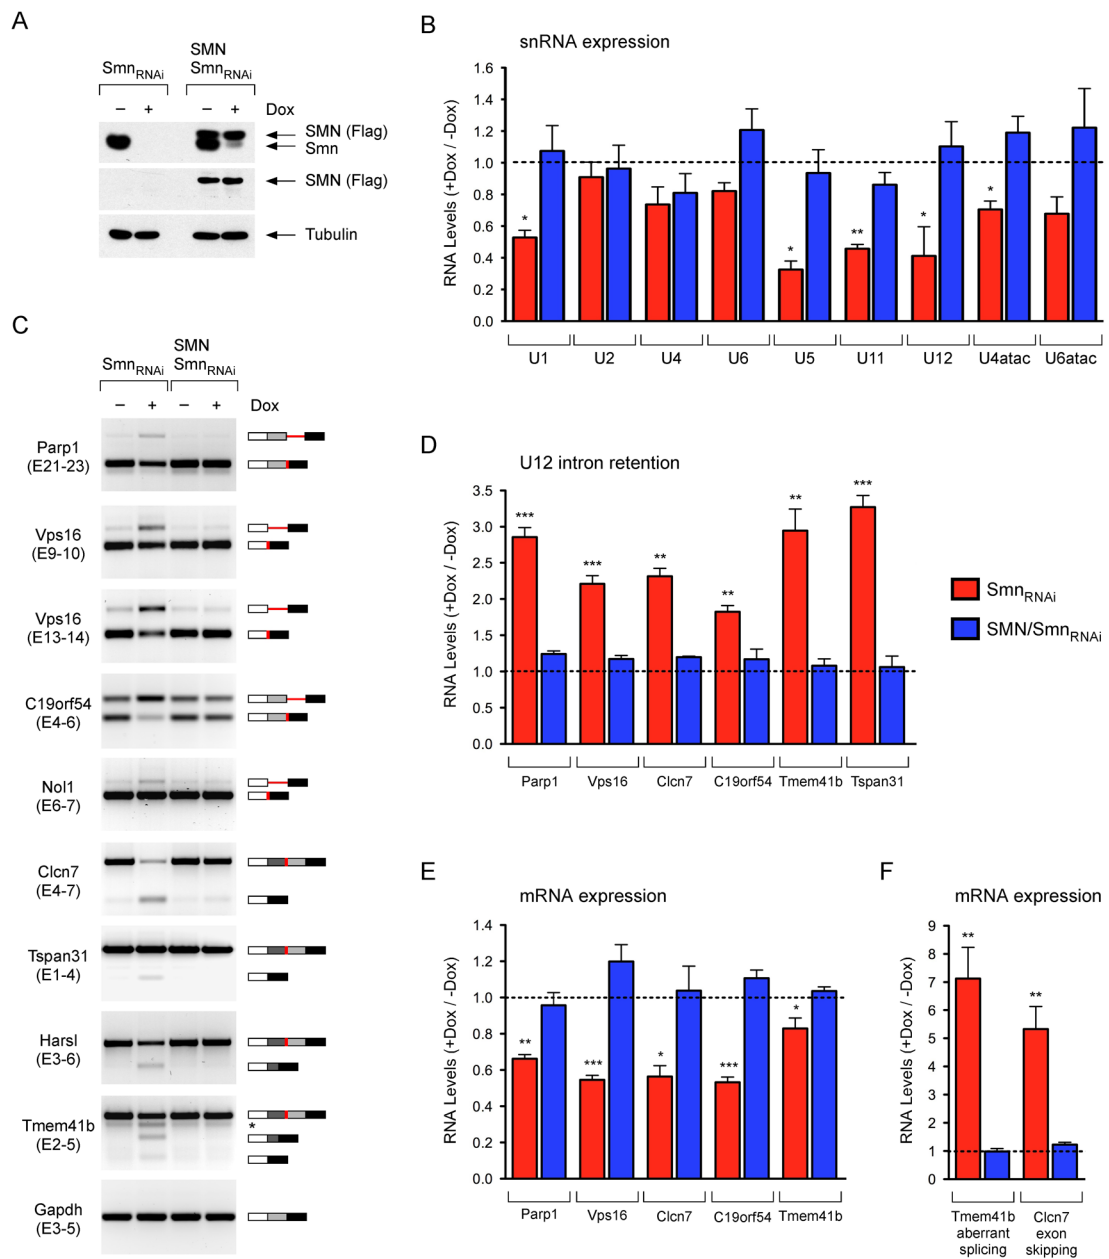 A
SmnRNAi
SMN
SmnRNAi
– + – + Dox
SMN (Flag)
Smn
SMN (Flag)
Tubulin
B
snRNA expression
RNA Levels (+Dox / -Dox)
1.6
1.4
1.2
1.0
0.8
0.6
0.4
0.2
0.0
* * ** * *
U1 U2 U4 U6 U5 U11 U12 U4atac U6atac
C
SmnRNAi
SMN
SmnRNAi
– + – + Dox
Parp1
(E21-23)
Vps16
(E9-10)
Vps16
(E13-14)
C19orf54
(E4-6)
Nol1
(E6-7)
Clcn7
(E4-7)
Tspan31
(E1-4)
Harsl
(E3-6)
Tmem41b
(E2-5)
*
Gapdh
(E3-5)
D
U12 intron retention
RNA Levels (+Dox / -Dox)
3.5
3.0
2.5
2.0
1.5
1.0
0.5
0.0
*** *** ** ** ** ***
Parp1 Vps16 Clcn7 C19orf54 Tmem41b Tspan31
SmnRNAi
SMN/SmnRNAi
E
mRNA expression
RNA Levels (+Dox / -Dox)
1.4
1.2
1.0
0.8
0.6
0.4
0.2
0.0
** *** * *** *
Parp1 Vps16 Clcn7 C19orf54 Tmem41b
F
mRNA expression
RNA Levels (+Dox / -Dox)
9
8
7
6
5
4
3
2
1
0
** **
Tmem41b
aberrant
splicing
Clcn7
exon
skipping